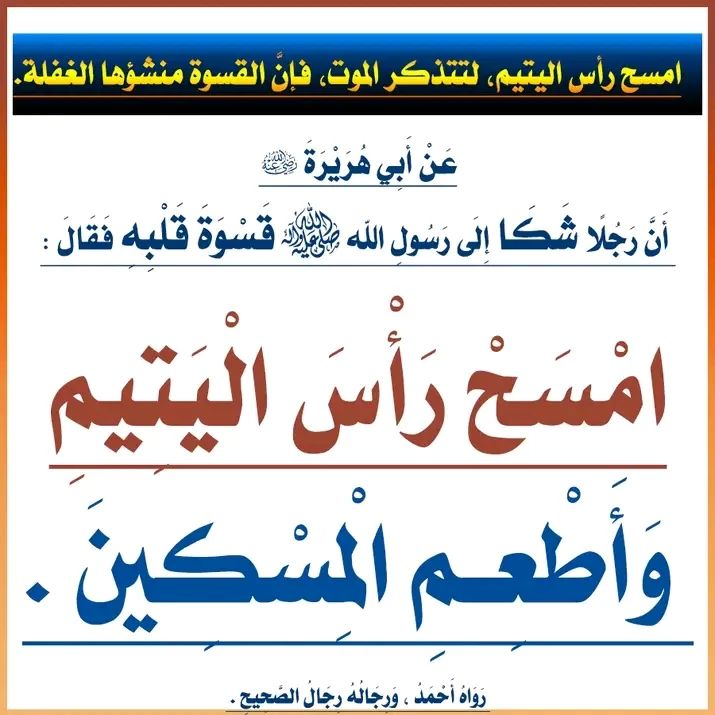 امسح رأس اليتيم، لتتذكر الموت، فإنَّ القسوة منشؤها الغفلة.
عَنْ أَبِي هُرَيْرَةَ رَضِيَ اللهُ عَنْهُ
أَنَّ رَجُلًا شَكَا إِلَى رَسُولِ اللهِ ﷺ قَسْوَةَ قَلْبِهِ فَقَالَ :
امْسَحْ رَأْسَ الْيَتِيمِ
وَأَطْعِمِ الْمِسْكِينَ .
رَوَاهُ أَحْمَدُ ، وَرِجَالُهُ رِجَالُ الصَّحِيحِ .